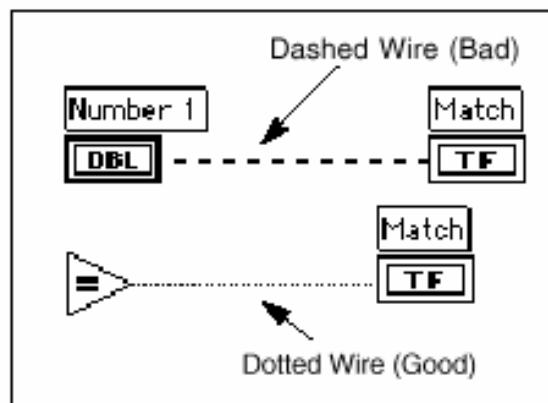 Dashed Wire (Bad)
Number 1
Match
DBL
TF
Match
=
TF
Dotted Wire (Good)